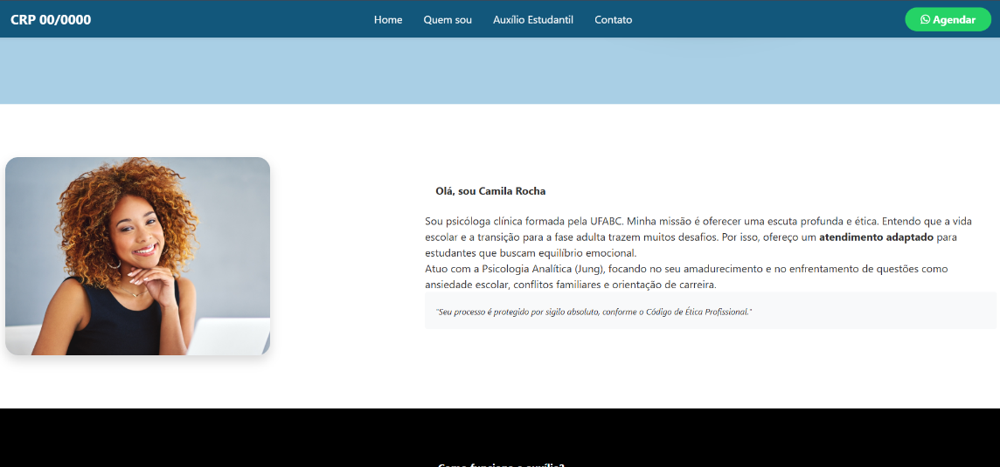 CRP 00/0000
Home Quem sou Auxílio Estudantil Contato
Agendar
Olá, sou Camila Rocha
Sou psicóloga clínica formada pela UFABC. Minha missão é oferecer uma escuta profunda e ética. Entendo que a vida
escolar e a transição para a fase adulta trazem muitos desafios. Por isso, ofereço um atendimento adaptado para
estudantes que buscam equilíbrio emocional.
Atuo com a Psicologia Analítica (Jung), focando no seu amadurecimento e no enfrentamento de questões como
ansiedade escolar, conflitos familiares e orientação de carreira.
"Seu processo é protegido por sigilo absoluto, conforme o Código de Ética Profissional."
Como funciona o auxílio?